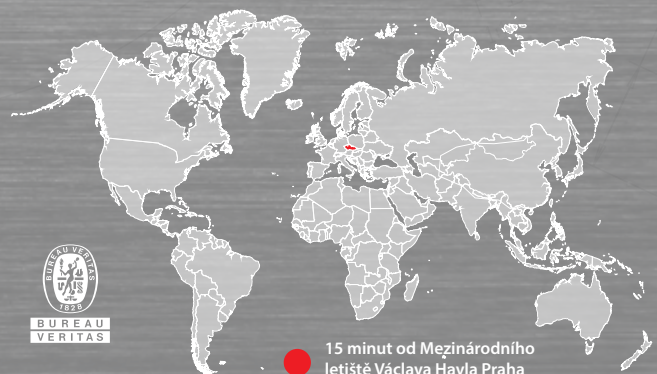 BUREAU VERITAS
1828
BUREAU
VERITAS
15 minut od Mezinárodního
letiště Václava Havla Praha